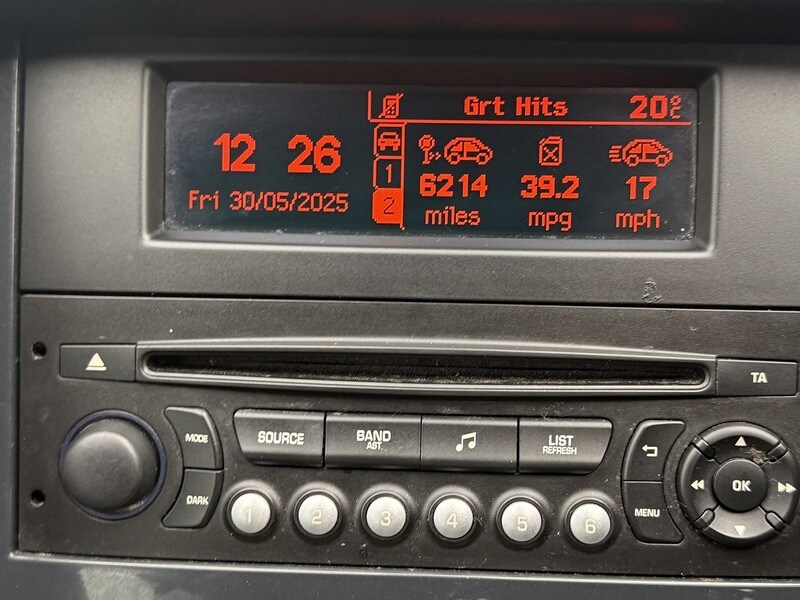 Grt Hits 20°C
12 26
Fri 30/05/2025
1
2
6214 39.2 17
miles mpg mph
TA
MODE
SOURCE BAND AST. LIST REFRESH
DARK
1 2 3 4 5 6
MENU
OK